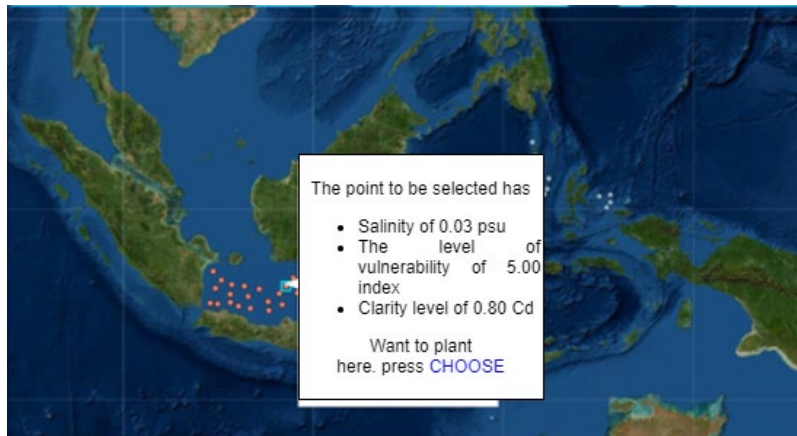 The point to be selected has
Salinity of 0.03 psu
The level of
vulnerability of 5.00
index
Clarity level of 0.80 Cd
Want to plant
here. press CHOOSE